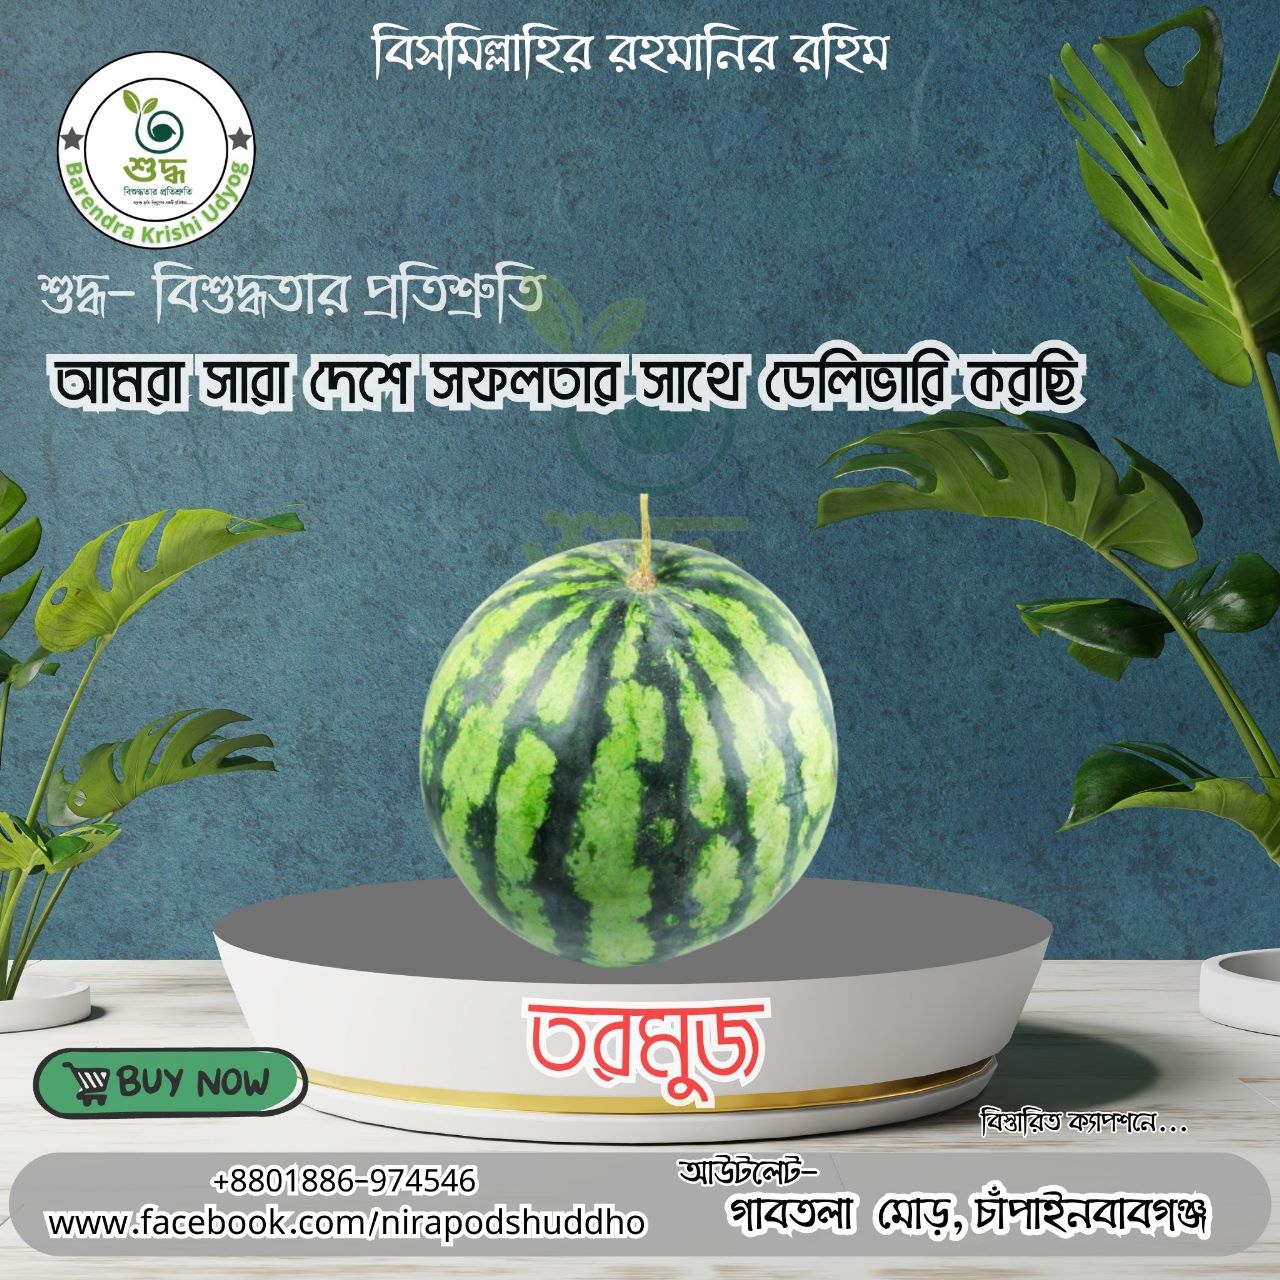 বিসমিল্লাহির রহমানির রহিম
শুদ্ধ
বিশুদ্ধতার প্রতিশ্রুতি
Barendra Krishi Udyog
শুদ্ধ- বিশুদ্ধতার প্রতিশ্রুতি
আমরা সারা দেশে সফলতার সাথে ডেলিভারি করছি
তরমুজ
BUY NOW
বিস্তারিত ক্যাপশনে...
+8801886-974546
www.facebook.com/nirapodshuddho
আউটলেট-
গাবতলা মোড়, চাঁপাইনবাবগঞ্জ